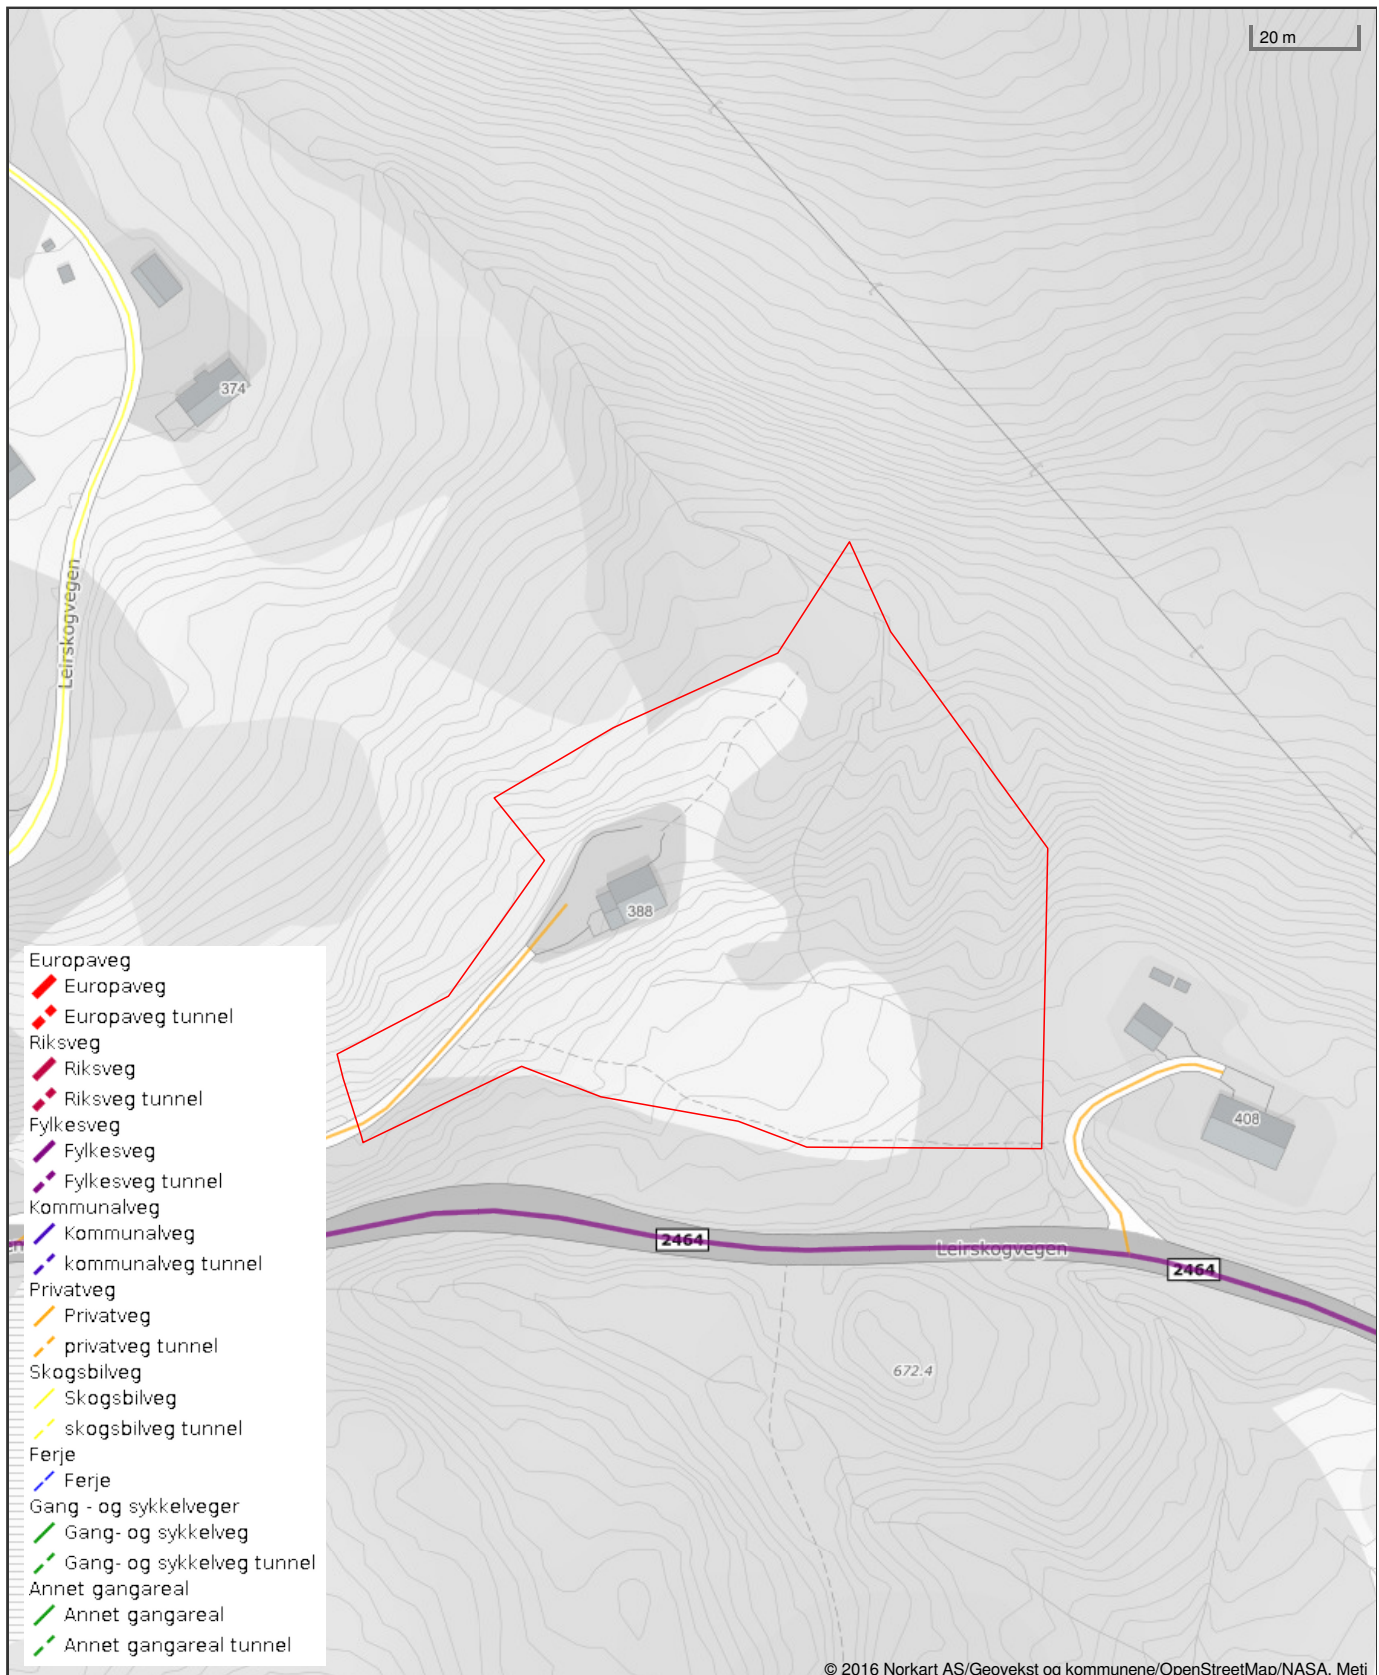 20 m
374
Leirskogvegen
388
408
2464
Leirskogvegen
2464
672.4
Europaveg
Europaveg
Europaveg tunnel
Riksveg
Riksveg
Riksveg tunnel
Fylkesveg
Fylkesveg
Fylkesveg tunnel
Kommunalveg
Kommunalveg
kommunalveg tunnel
Privatveg
Privatveg
privatveg tunnel
Skogsbilveg
Skogsbilveg
skogsbilveg tunnel
Ferje
Ferje
Gang - og sykkelveger
Gang- og sykkelveg
Gang- og sykkelveg tunnel
Annet gangareal
Annet gangareal
Annet gangareal tunnel
© 2016 Norkart AS/Geovekst og kommunene/OpenStreetMap/NASA, Meti